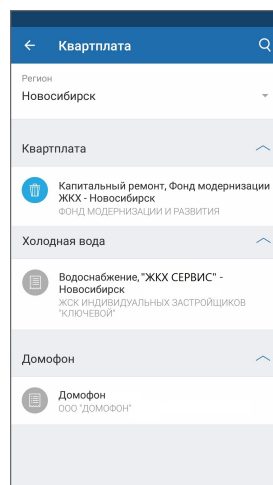 Квартплата
Регион
Новосибирск
Квартплата
Капитальный ремонт, Фонд модернизации
ЖКХ - Новосибирск
ФОНД МОДЕРНИЗАЦИИ И РАЗВИТИЯ
Холодная вода
Водоснабжение, "ЖКХ СЕРВИС" -
Новосибирск
ЖСК ИНДИВИДУАЛЬНЫХ ЗАСТРОЙЩИКОВ
"КЛЮЧЕВОЙ"
Домофон
Домофон
ООО "ДОМОФОН"